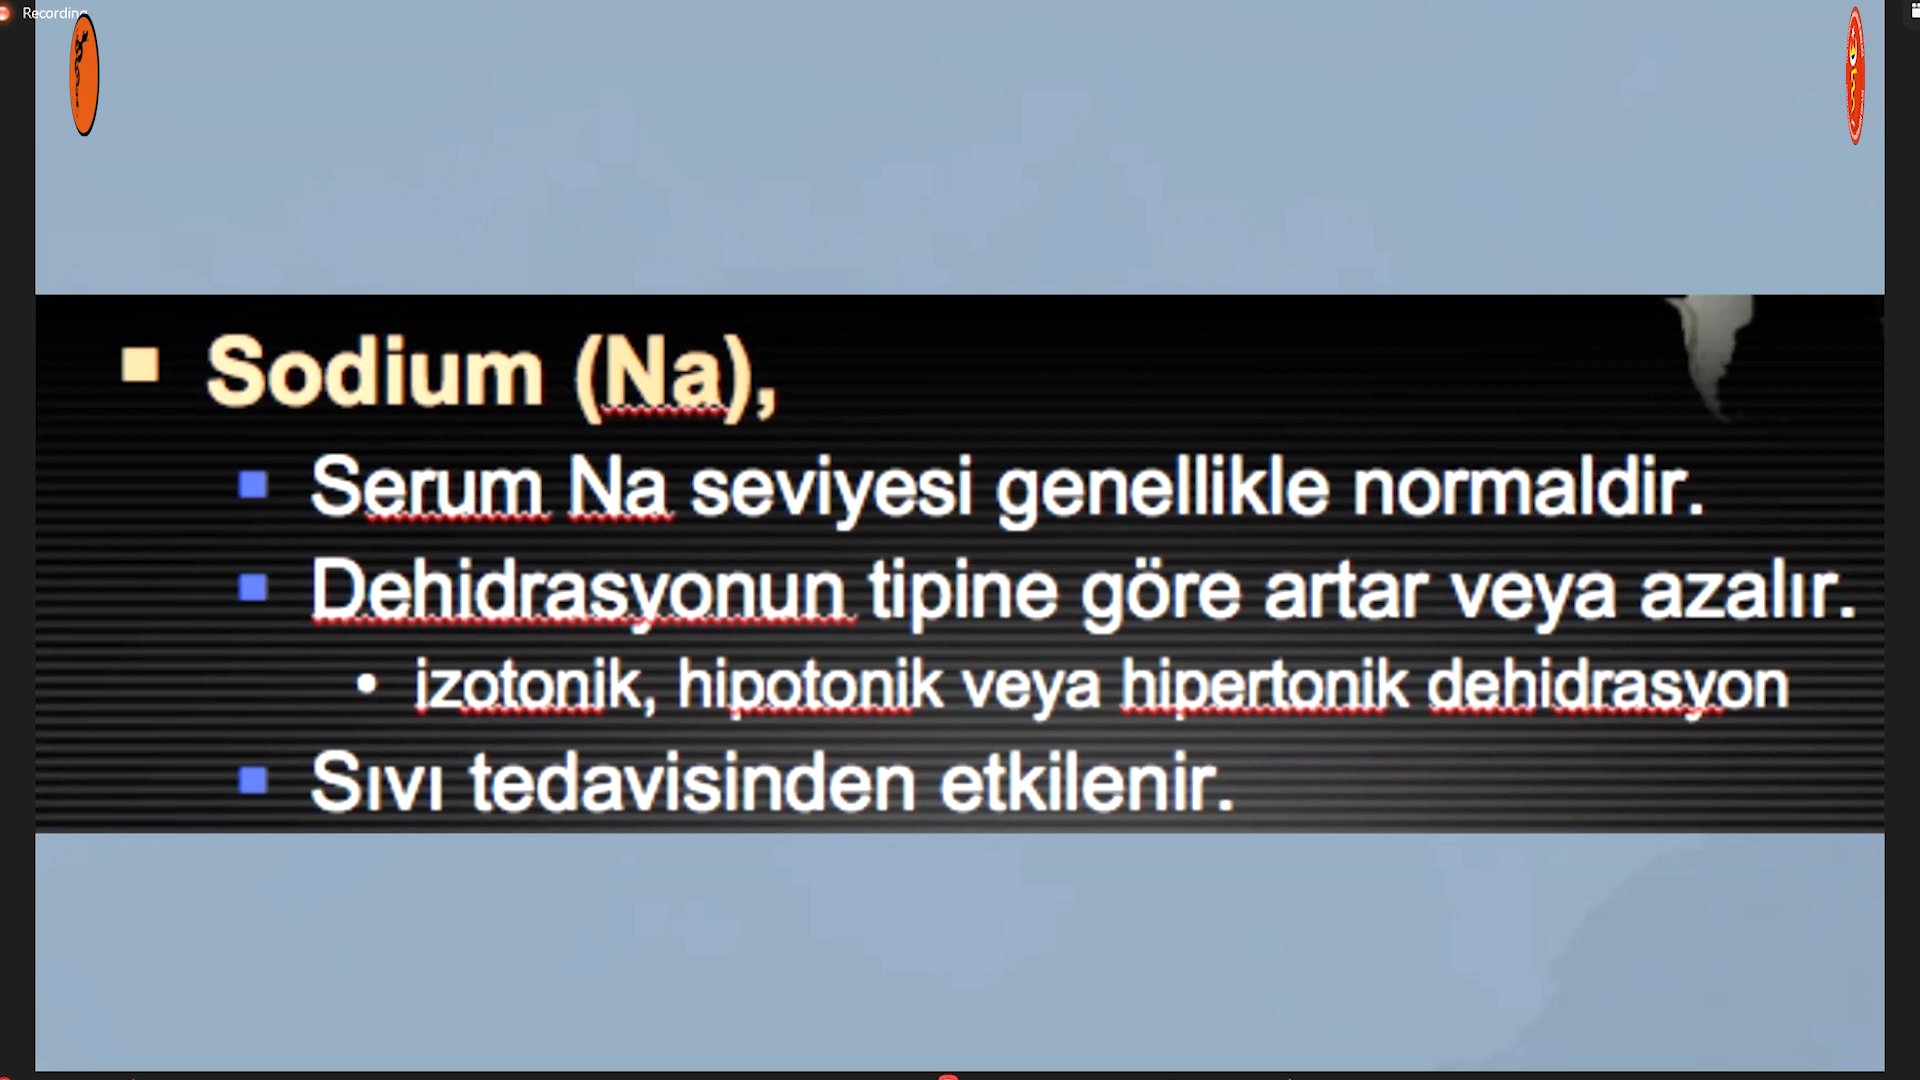 Recording
Sodium (Na),
Serum Na seviyesi genellikle normaldir.
Dehidrasyonun tipine göre artar veya azalır.
izotonik, hipotonik veya hipertonik dehidrasyon
Sıvı tedavisinden etkilenir.